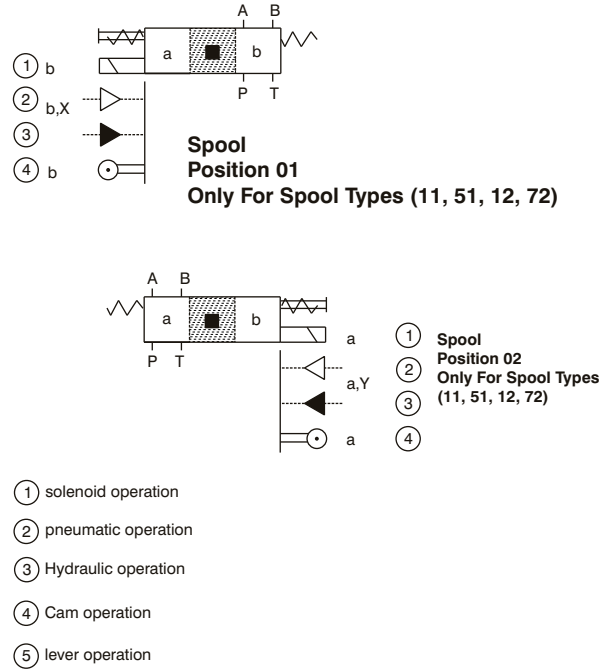 A B
a b
1 b
P T
2 b,X
3
4 b
Spool
Position 01
Only For Spool Types (11, 51, 12, 72)
A B
a b
P T
a 1
a,Y 2
3
a 4
Spool
Position 02
Only For Spool Types
(11, 51, 12, 72)
1 solenoid operation
2 pneumatic operation
3 Hydraulic operation
4 Cam operation
5 lever operation